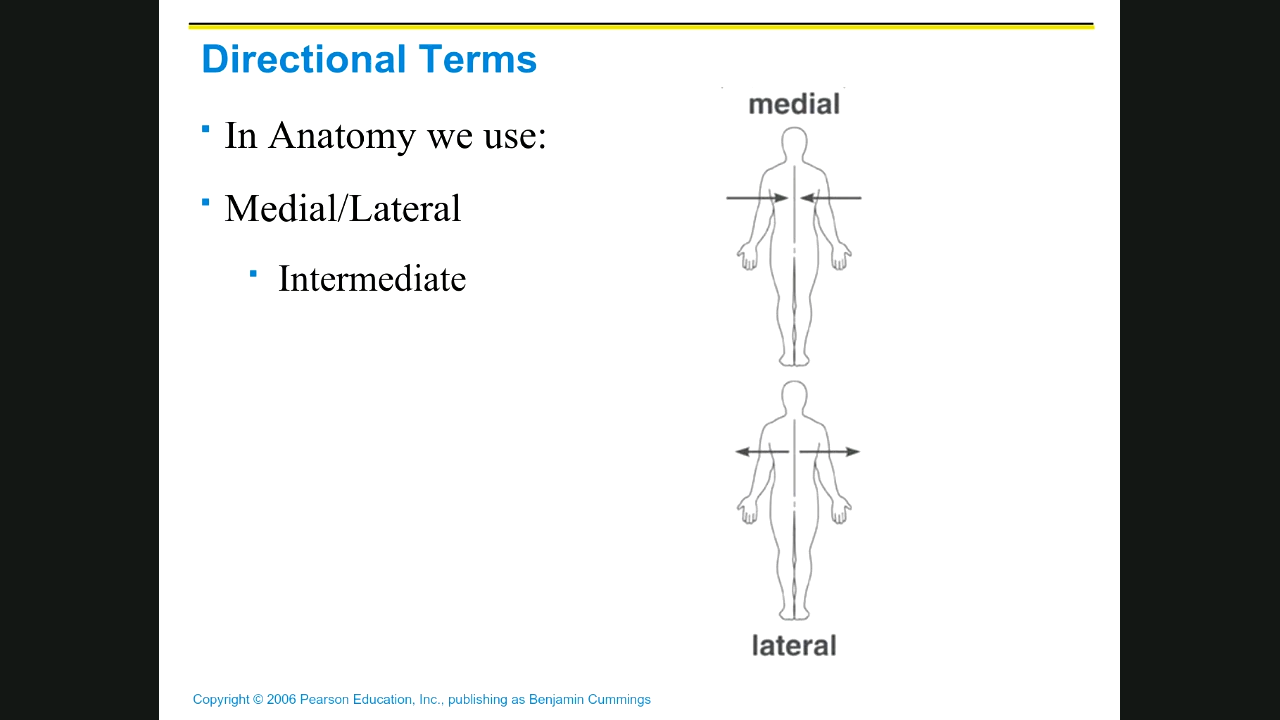 Directional Terms
In Anatomy we use:
Medial/Lateral
Intermediate
medial
lateral
Copyright © 2006 Pearson Education, Inc., publishing as Benjamin Cummings